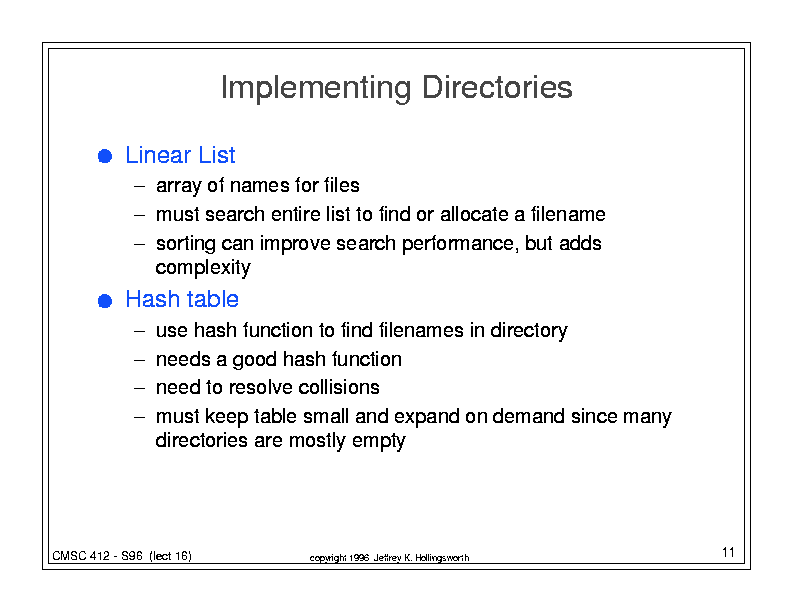 Implementing Directories
● Linear List
– array of names for files
– must search entire list to find or allocate a filename
– sorting can improve search performance, but adds
complexity
● Hash table
– use hash function to find filenames in directory
– needs a good hash function
– need to resolve collisions
– must keep table small and expand on demand since many
directories are mostly empty
CMSC 412 - S96 (lect 16)
copyright 1996 Jeffrey K. Hollingsworth
11